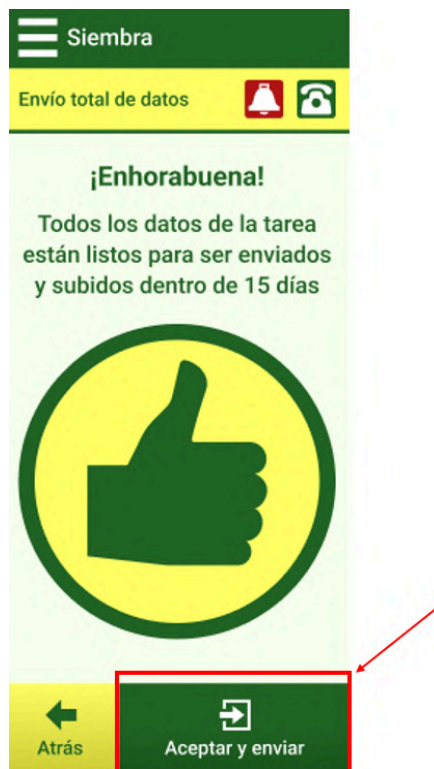 Siembra
Envío total de datos
¡Enhorabuena!
Todos los datos de la tarea
están listos para ser enviados
y subidos dentro de 15 días
Atrás
Aceptar y enviar